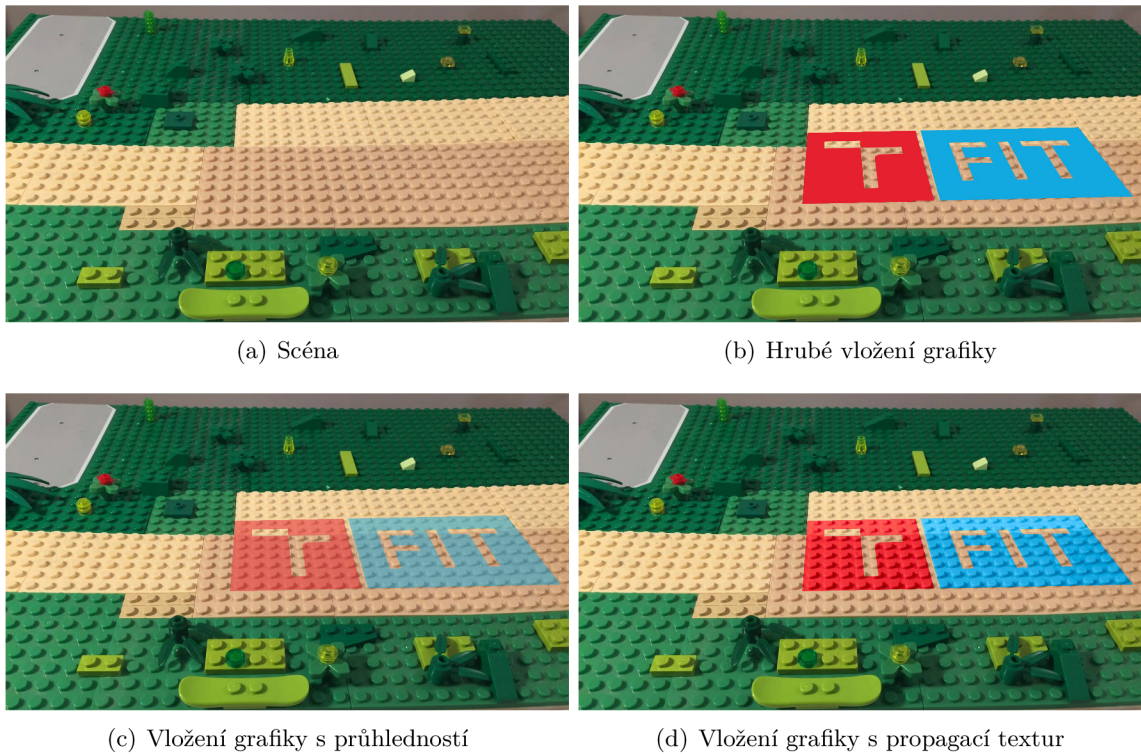 T FIT
(a) Scéna
(b) Hrubé vložení grafiky
T FIT
T FIT
(c) Vložení grafiky s průhledností
(d) Vložení grafiky s propagací textur